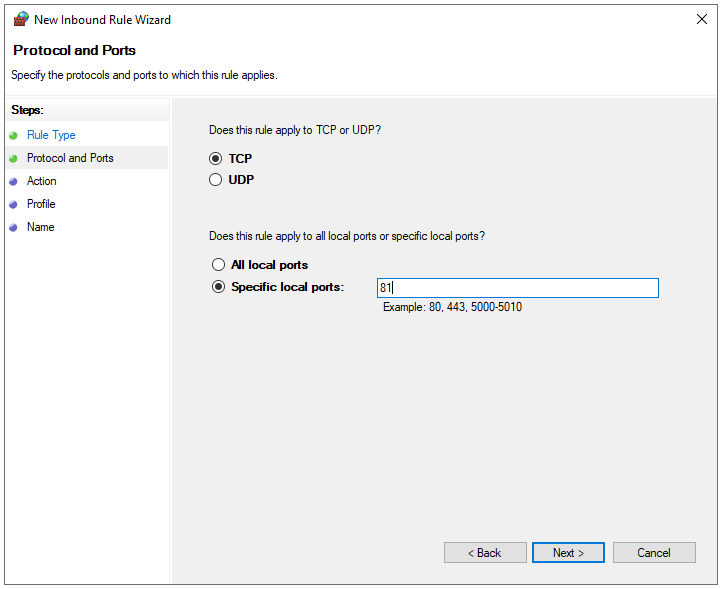 New Inbound Rule Wizard
Protocol and Ports
Specify the protocols and ports to which this rule applies.
Steps:
Rule Type
Protocol and Ports
Action
Profile
Name
Does this rule apply to TCP or UDP?
TCP
UDP
Does this rule apply to all local ports or specific local ports?
All local ports
Specific local ports: 81
Example: 80, 443, 5000-5010
< Back Next > Cancel